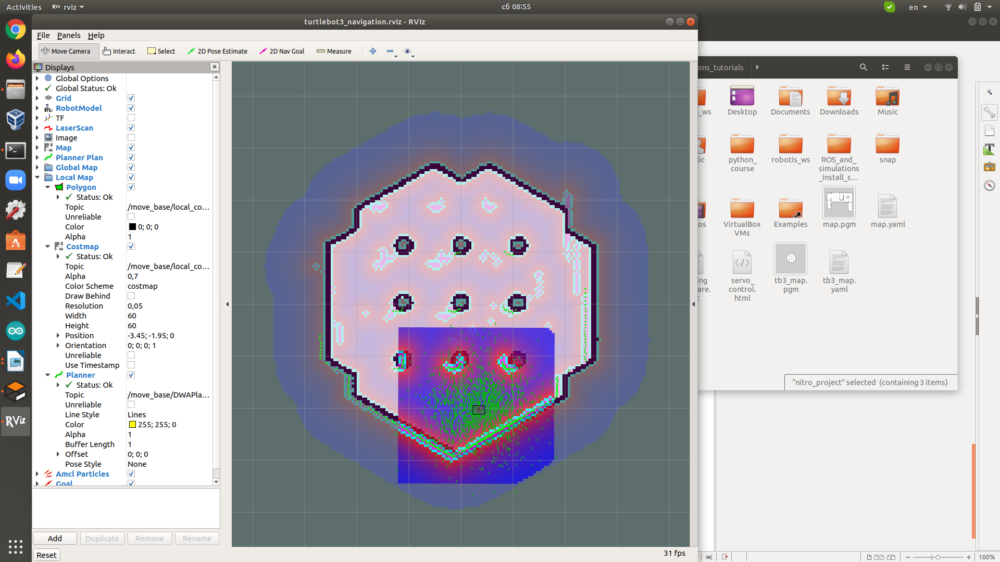 Activities
rviz
сб 08:55
en
turtlebot3_navigation.rviz - RViz
File Panels Help
Move Camera Interact Select 2D Pose Estimate 2D Nav Goal Measure
Displays
Global Options
Global Status: Ok
Grid
RobotModel
TF
LaserScan
Image
Map
Planner Plan
Global Map
Local Map
Polygon
Status: Ok
Topic /move_base/local_co…
Unreliable
Color 0; 0; 0
Alpha 1
Costmap
Status: Ok
Topic /move_base/local_co…
Alpha 0,7
Color Scheme costmap
Draw Behind
Resolution 0,05
Width 60
Height 60
Position -3.45; -1.95; 0
Orientation 0; 0; 0; 1
Unreliable
Use Timestamp
Planner
Status: Ok
Topic /move_base/DWAPla…
Unreliable
Line Style Lines
Color 255; 255; 0
Alpha 1
Buffer Length 1
Offset 0; 0; 0
Pose Style None
Amcl Particles
Goal
Add Duplicate Remove Rename
Reset
31 fps
RViz
ons_tutorials
_ws
Desktop
Documents
Downloads
Music
lic
python_
course
robotis_ws
ROS_and_
simulations
_install_s…
snap
os
VirtualBox
VMs
Examples
map.pgm
map.yaml
ing
are.
servo_
control.
html
tb3_map.
pgm
tb3_map.
yaml
“nitro_project” selected (containing 3 items)
100%